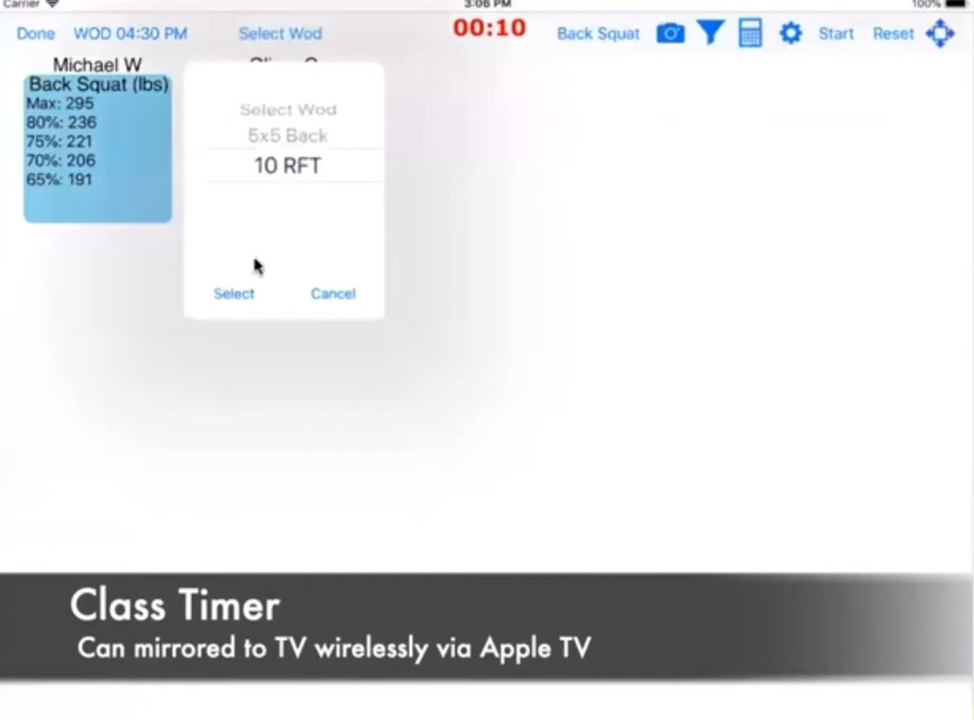 Carrier 3:06 PM 100%
Done WOD 04:30 PM Select Wod 00:10 Back Squat Start Reset
Michael W
Back Squat (lbs)
Max: 295
80%: 236
75%: 221
70%: 206
65%: 191
Select Wod
5x5 Back
10 RFT
Select Cancel
Class Timer
Can mirrored to TV wirelessly via Apple TV